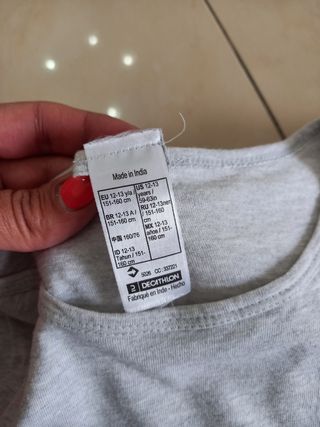 Made in India
EU 12-13 y/a
151-160 cm
BR 12-13 A /
151-160 cm
中国 160/76
ID 12-13
Tahun / 151-
160 cm
US 12-13
years /
59-63in
RU 12-13лет
/ 151-160
cm
MX 12-13
años / 151-
160 cm
DECATHLON
Fabriqué en Inde - Hecho